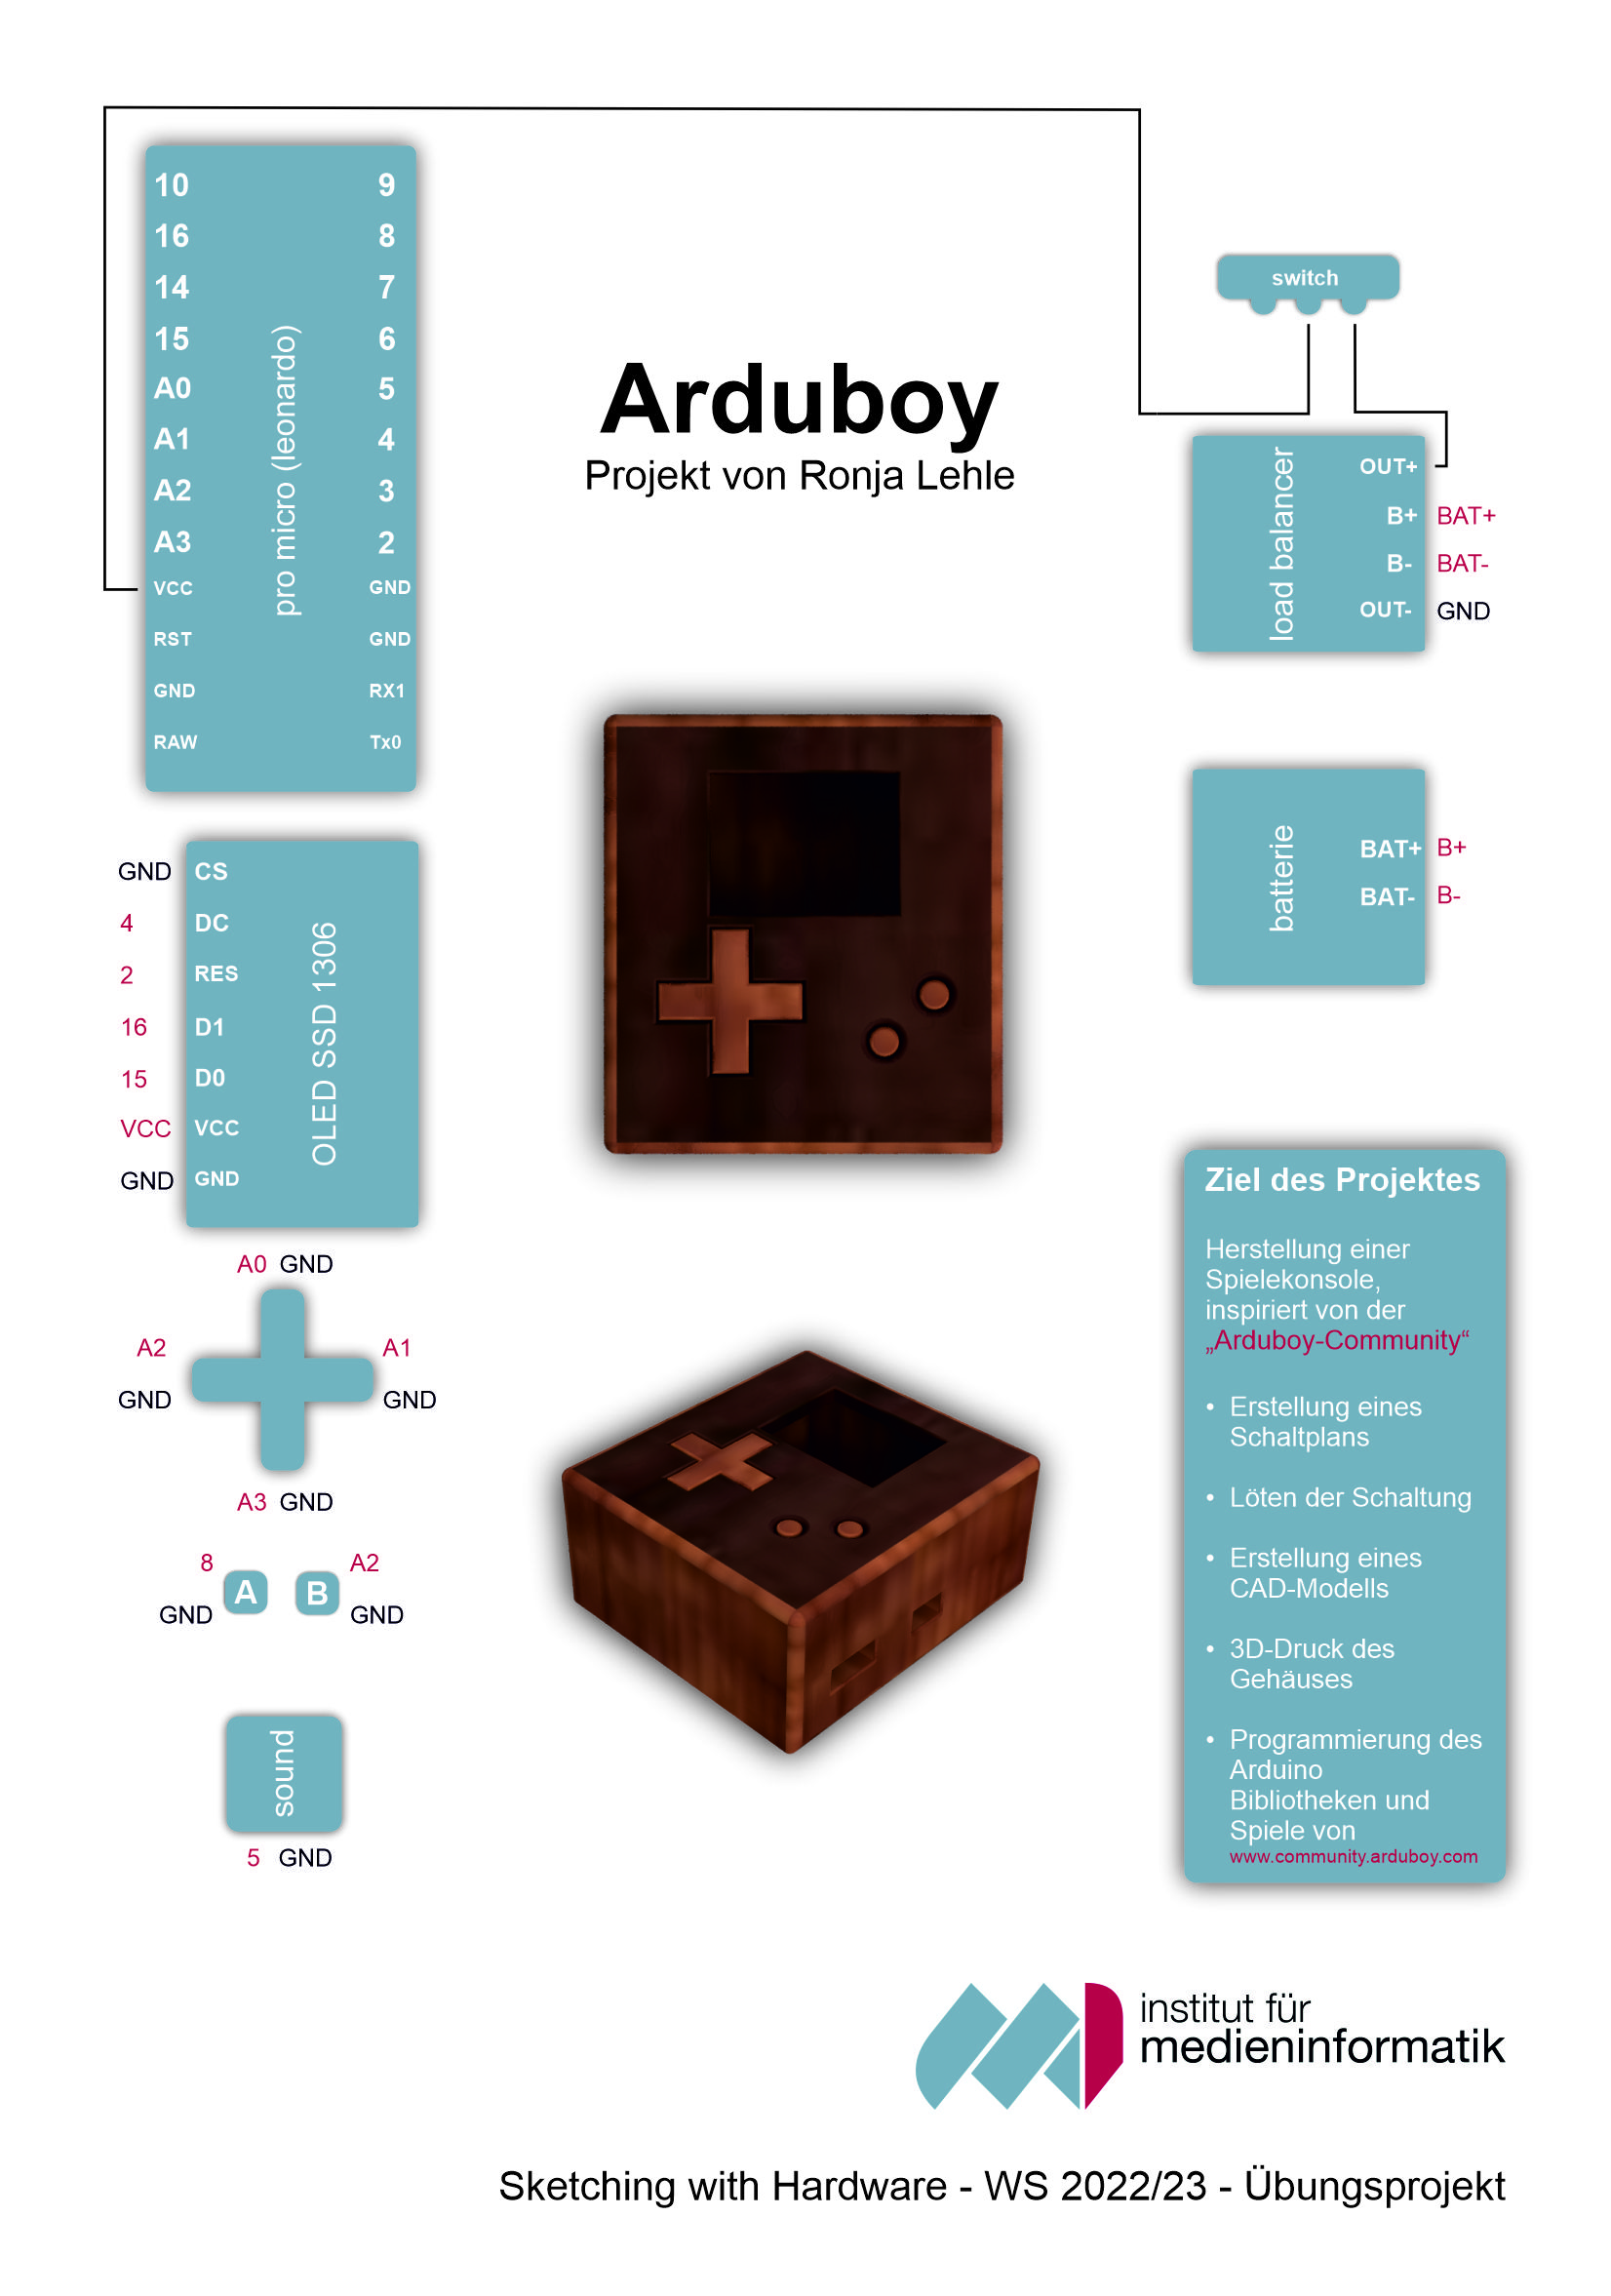 Arduboy
Projekt von Ronja Lehle
10 9
16 8
14 7
15 6
A0 5
A1 4
A2 3
A3 2
VCC GND
RST GND
GND RX1
RAW Tx0
pro micro (leonardo)
switch
load balancer
OUT+
B+ BAT+
B- BAT-
OUT- GND
batterie
BAT+ B+
BAT- B-
GND CS
4 DC
2 RES
16 D1
15 D0
VCC VCC
GND GND
OLED SSD 1306
A0 GND
A2 A1
GND GND
A3 GND
8 A2
A B
GND GND
sound
5 GND
Ziel des Projektes
Herstellung einer
Spielekonsole,
inspiriert von der
„Arduboy-Community“
• Erstellung eines
Schaltplans
• Löten der Schaltung
• Erstellung eines
CAD-Modells
• 3D-Druck des
Gehäuses
• Programmierung des
Arduino
Bibliotheken und
Spiele von
www.community.arduboy.com
institut für
medieninformatik
Sketching with Hardware - WS 2022/23 - Übungsprojekt